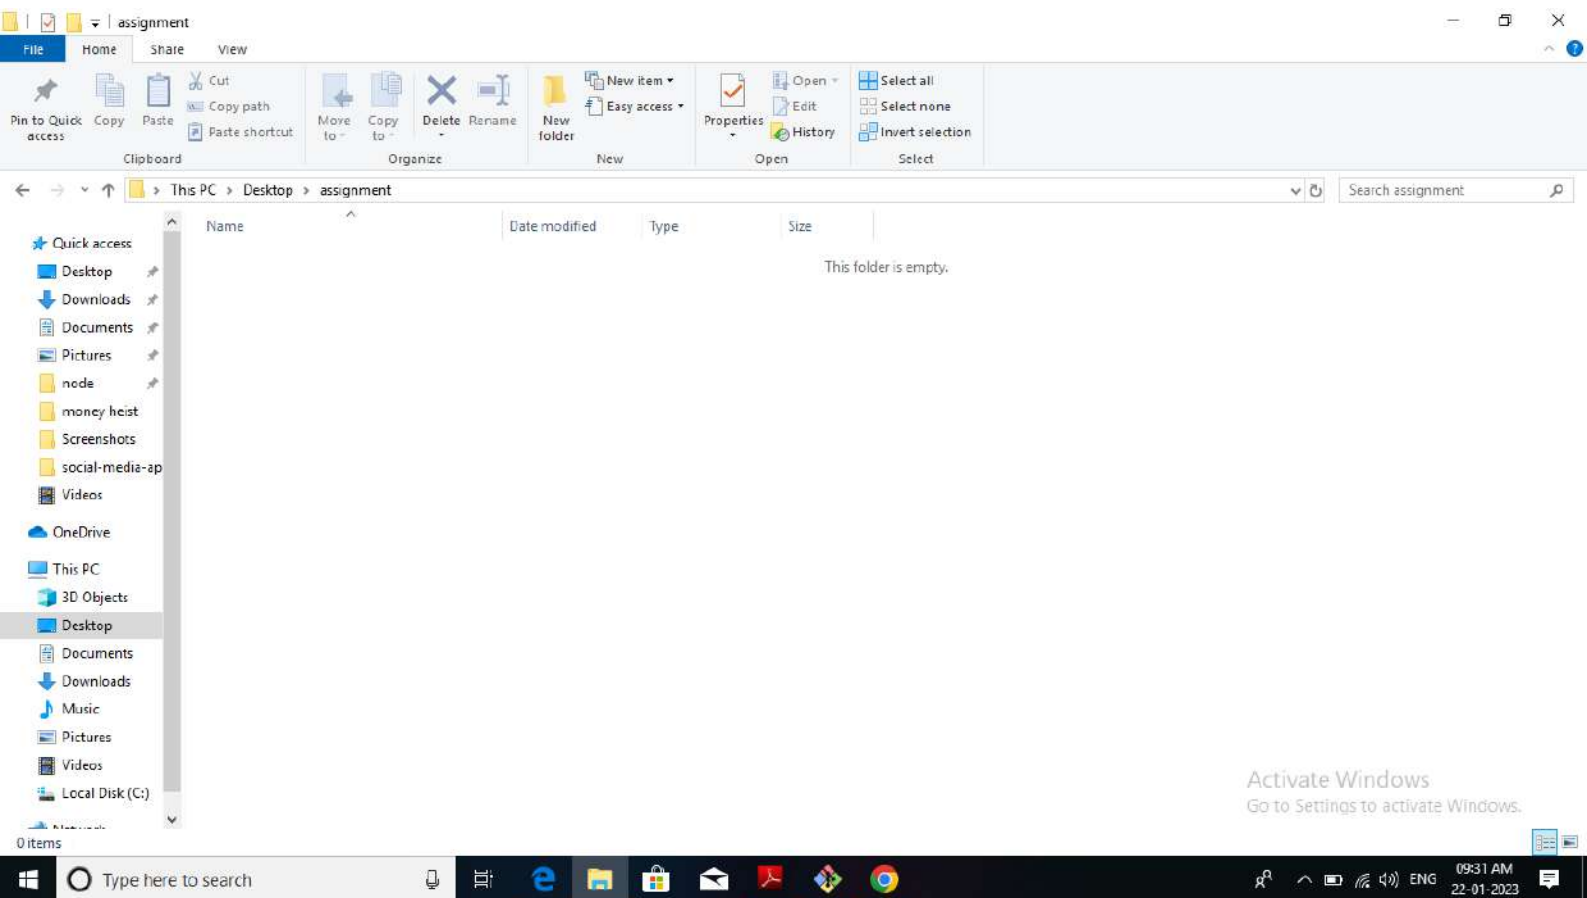 assignment
File Home Share View
Pin to Quick access
Copy
Paste
Cut
Copy path
Paste shortcut
Clipboard
Move to
Copy to
Delete
Rename
Organize
New folder
New item
Easy access
New
Properties
Open
Edit
History
Open
Select all
Select none
Invert selection
Select
This PC > Desktop > assignment
Search assignment
Name Date modified Type Size
This folder is empty.
Quick access
Desktop
Downloads
Documents
Pictures
node
money heist
Screenshots
social-media-ap
Videos
OneDrive
This PC
3D Objects
Desktop
Documents
Downloads
Music
Pictures
Videos
Local Disk (C:)
Activate Windows
Go to Settings to activate Windows.
0 items
Type here to search
ENG
09:31 AM
22-01-2023